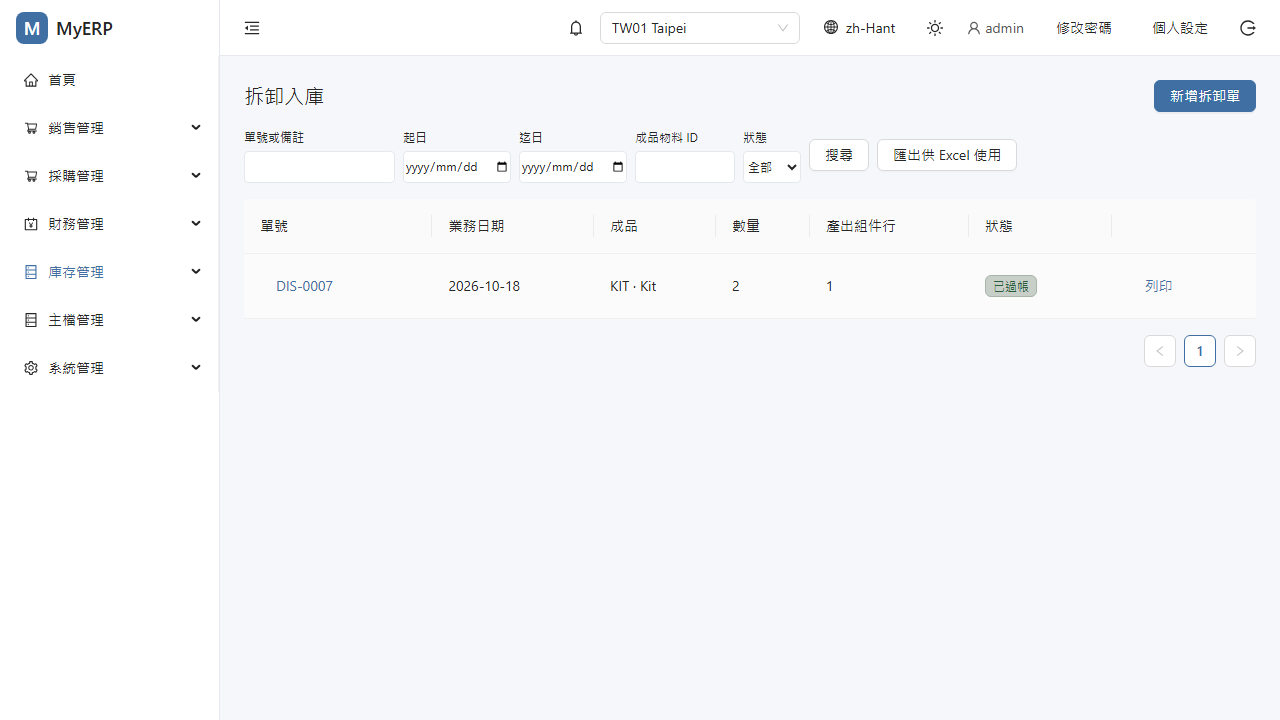 M MyERP
TW01 Taipei
zh-Hant
admin
修改密碼
個人設定
首頁
銷售管理
採購管理
財務管理
庫存管理
主檔管理
系統管理
拆卸入庫
新增拆卸單
單號或備註
起日
迄日
成品物料 ID
狀態
yyyy/mm/dd
yyyy/mm/dd
全部
搜尋
匯出供 Excel 使用
單號 業務日期 成品 數量 產出組件行 狀態
DIS-0007 2026-10-18 KIT · Kit 2 1 已過帳 列印
< 1 >